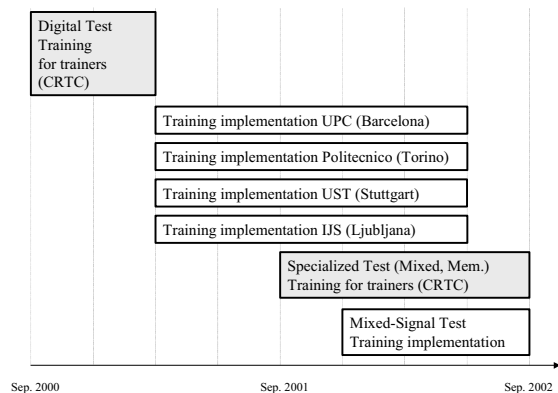 Digital Test
Training
for trainers
(CRTC)
Training implementation UPC (Barcelona)
Training implementation Politecnico (Torino)
Training implementation UST (Stuttgart)
Training implementation IJS (Ljubljana)
Specialized Test (Mixed, Mem.)
Training for trainers (CRTC)
Mixed-Signal Test
Training implementation
Sep. 2000
Sep. 2001
Sep. 2002